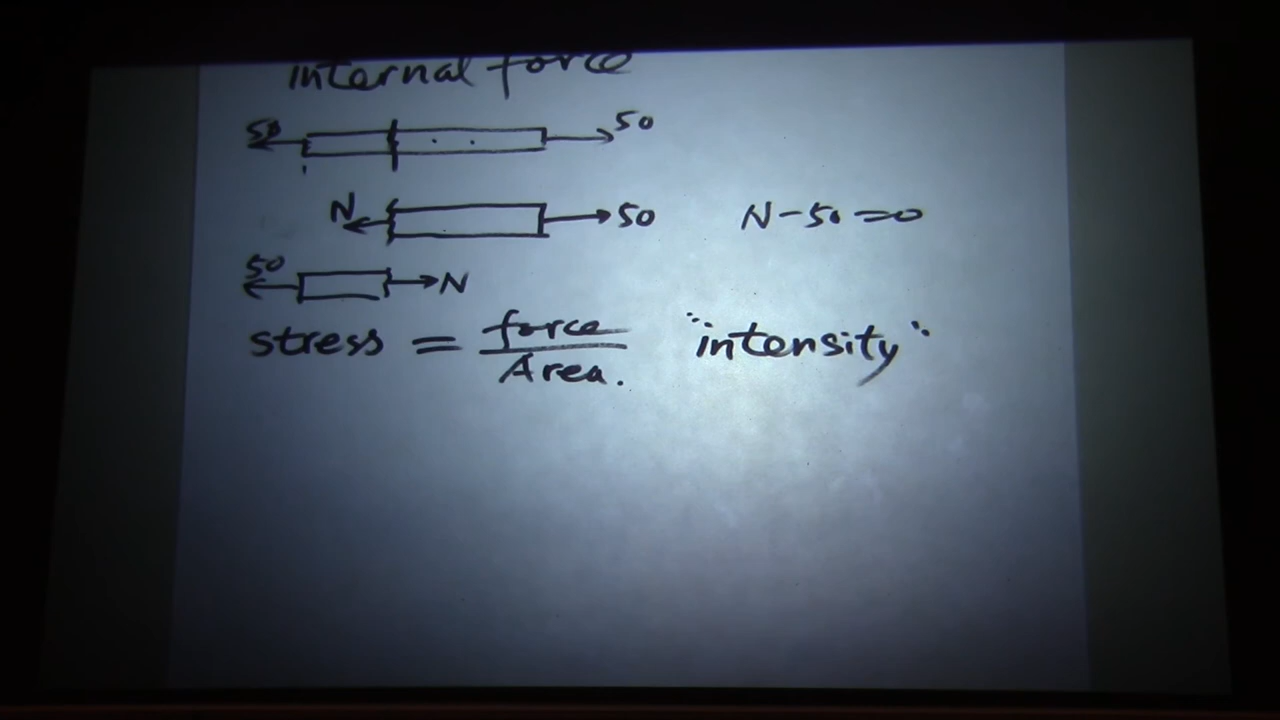 internal force
50 50
N 50 N-50=0
50 N
stress = force / Area. "intensity"